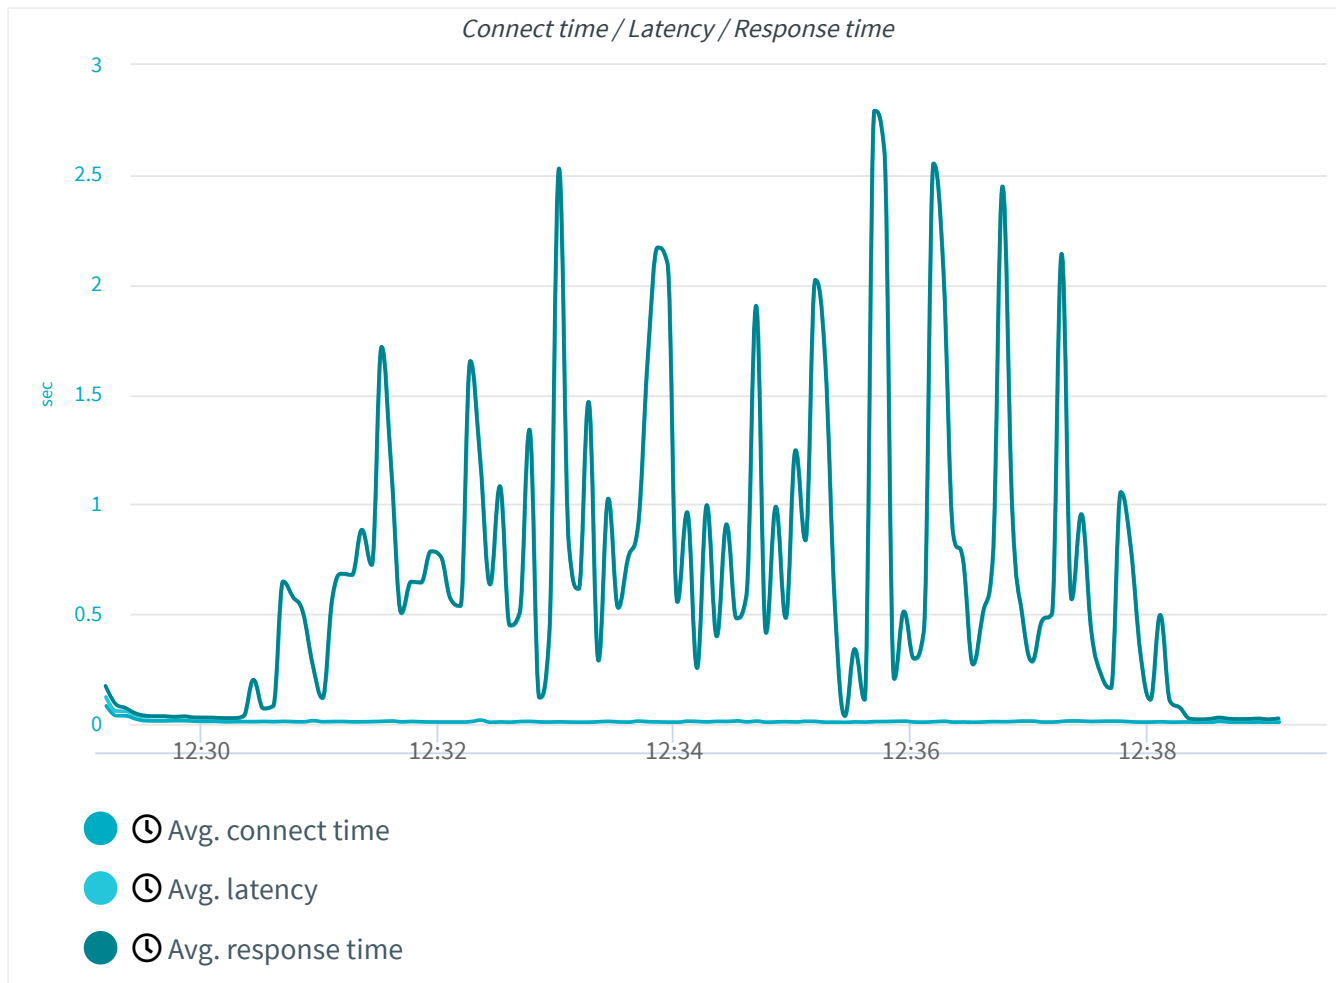 Connect time / Latency / Response time
3
2.5
2
1.5
1
0.5
0
sec
12:30 12:32 12:34 12:36 12:38
Avg. connect time
Avg. latency
Avg. response time